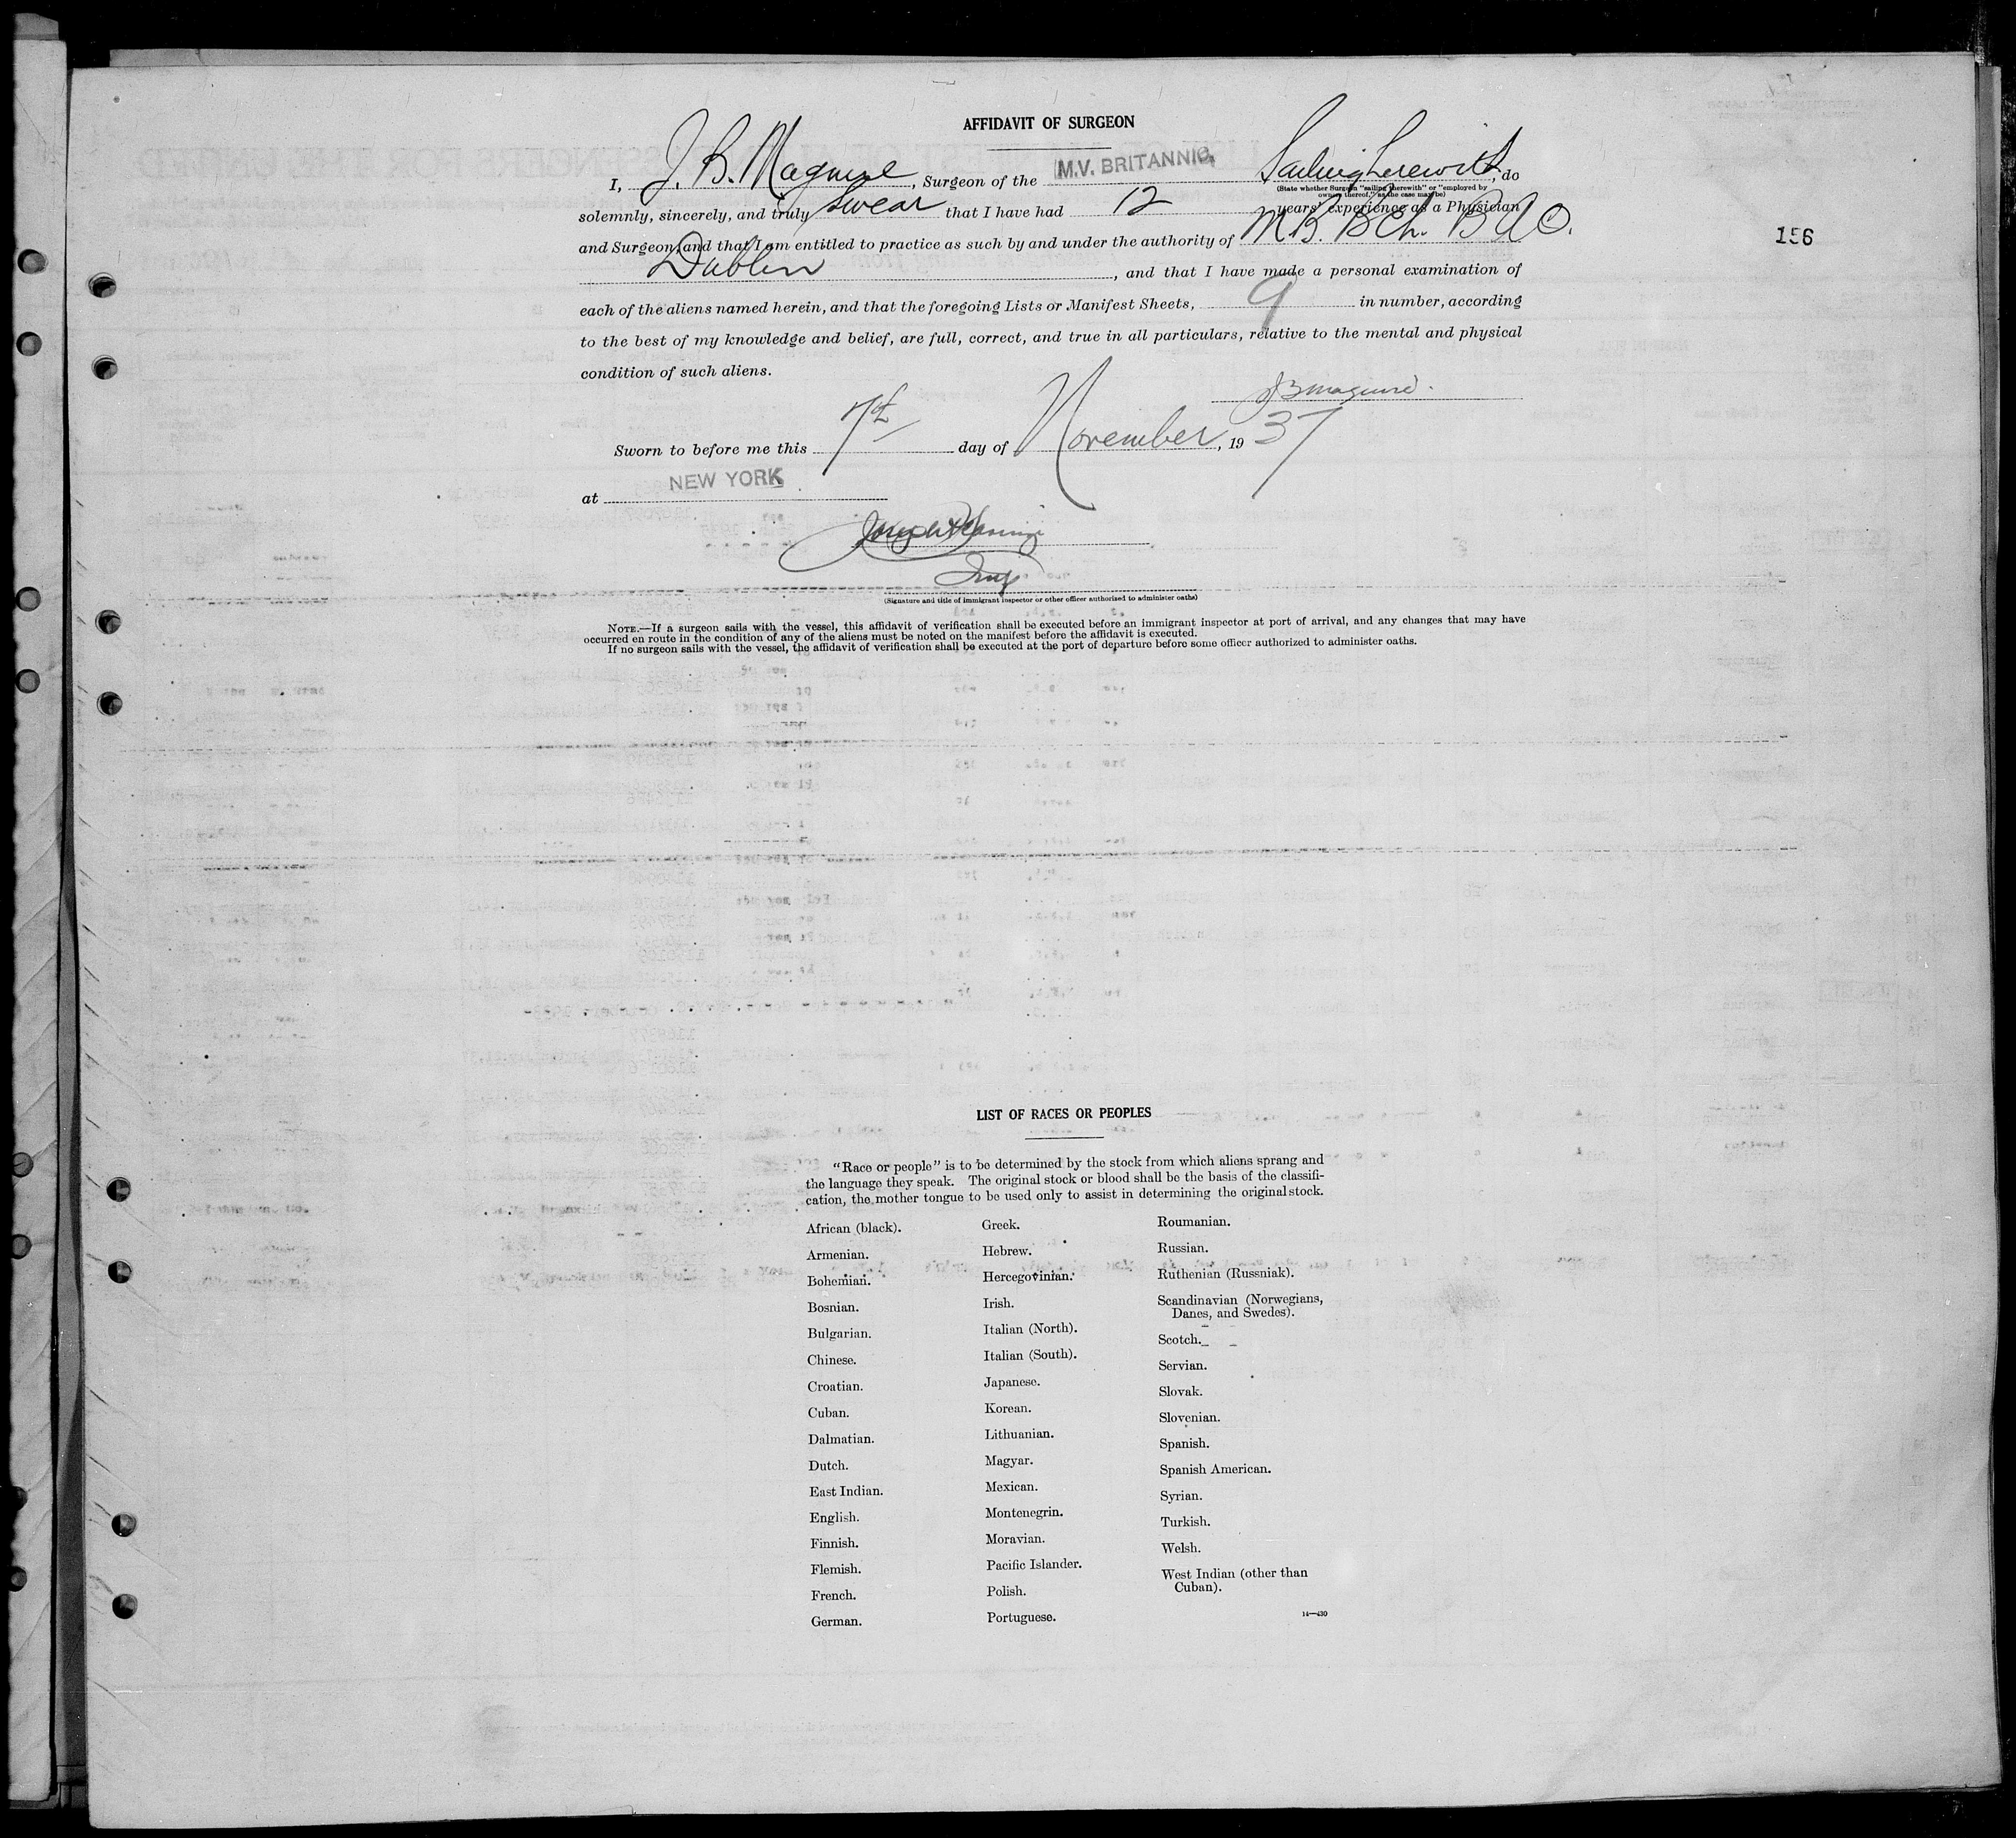 AFFIDAVIT OF SURGEON
I, J. B. Maguire, Surgeon of the M.V. BRITANNIC, Sailing therewith, do
(State whether Surgeon "sailing therewith" or "employed by
owners thereof," as the case may be)
solemnly, sincerely, and truly swear that I have had 12 years' experience as a Physician
and Surgeon, and that I am entitled to practice as such by and under the authority of M.B. BCh. BAO.
Dublin, and that I have made a personal examination of
156
each of the aliens named herein, and that the foregoing Lists or Manifest Sheets, 9 in number, according
to the best of my knowledge and belief, are full, correct, and true in all particulars, relative to the mental and physical
condition of such aliens.
J B Maguire.
Sworn to before me this 7th day of November, 1937
at NEW YORK
Joseph
Insp
(Signature and title of immigrant inspector or other officer authorized to administer oaths)
NOTE.—If a surgeon sails with the vessel, this affidavit of verification shall be executed before an immigrant inspector at port of arrival, and any changes that may have
occurred en route in the condition of any of the aliens must be noted on the manifest before the affidavit is executed.
If no surgeon sails with the vessel, the affidavit of verification shall be executed at the port of departure before some officer authorized to administer oaths.
LIST OF RACES OR PEOPLES
"Race or people" is to be determined by the stock from which aliens sprang and
the language they speak. The original stock or blood shall be the basis of the classifi-
cation, the mother tongue to be used only to assist in determining the original stock.
African (black).
Armenian.
Bohemian.
Bosnian.
Bulgarian.
Chinese.
Croatian.
Cuban.
Dalmatian.
Dutch.
East Indian.
English.
Finnish.
Flemish.
French.
German.
Greek.
Hebrew.
Hercegovinian.
Irish.
Italian (North).
Italian (South).
Japanese.
Korean.
Lithuanian.
Magyar.
Mexican.
Montenegrin.
Moravian.
Pacific Islander.
Polish.
Portuguese.
Roumanian.
Russian.
Ruthenian (Russniak).
Scandinavian (Norwegians,
Danes, and Swedes).
Scotch.
Servian.
Slovak.
Slovenian.
Spanish.
Spanish American.
Syrian.
Turkish.
Welsh.
West Indian (other than
Cuban).
14—430